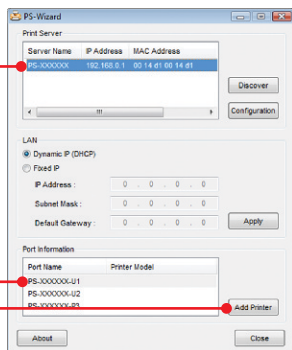 PS-Wizard
Print Server
Server Name IP Address MAC Address
PS-XXXXXX 192.168.0.1 00 14 d1 00 14 d1
Discover
Configuration
LAN
Dynamic IP (DHCP)
Fixed IP
IP Address : 0 . 0 . 0 . 0
Subnet Mask : 0 . 0 . 0 . 0
Default Gateway : 0 . 0 . 0 . 0
Apply
Port Information
Port Name Printer Model
PS-XXXXXX-U1
PS-XXXXXX-U2
PS-XXXXXX-P3
Add Printer
About
Close